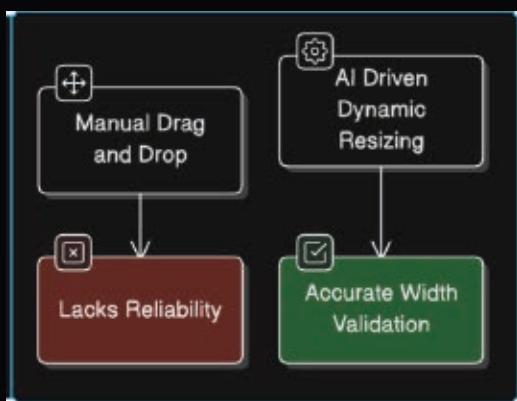 Manual Drag
and Drop
AI Driven
Dynamic
Resizing
Lacks Reliability
Accurate Width
Validation